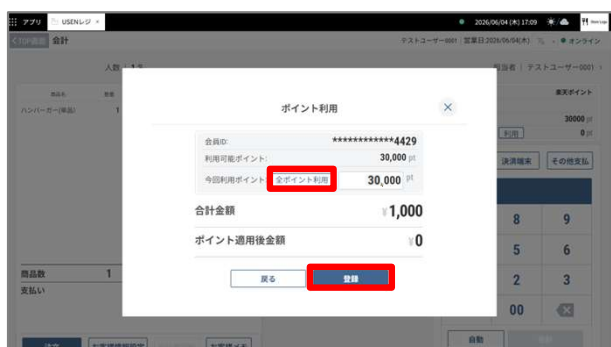 アプリ USENレジ ×
2026/06/04 (木) 17:09
会計
テストユーザー0001 営業日:2026/06/04(木) オンライン
人数
担当者 | テストユーザー0001
商品名 数量
楽天ポイント
ハンバーガー(単品) 1
30000 pt
利用 0 pt
ポイント利用 ×
会員ID: ************4429
利用可能ポイント: 30,000 pt
今回利用ポイント: 全ポイント利用 30,000 pt
合計金額 ¥1,000
ポイント適用後金額 ¥0
戻る 登録
決済端末 その他支払
8 9
5 6
2 3
00
商品数 1
支払い
自動